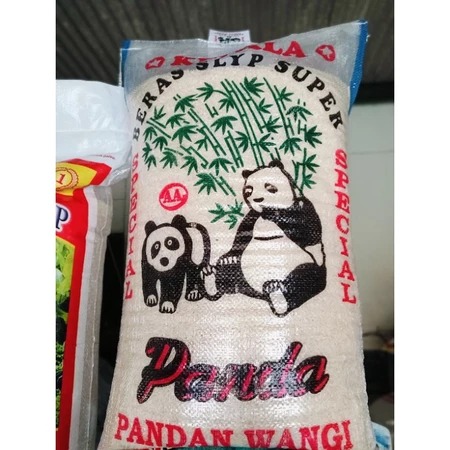 BERAS SLYP SUPER
SPECIAL
SPECIAL
AA
Panda
PANDAN WANGI